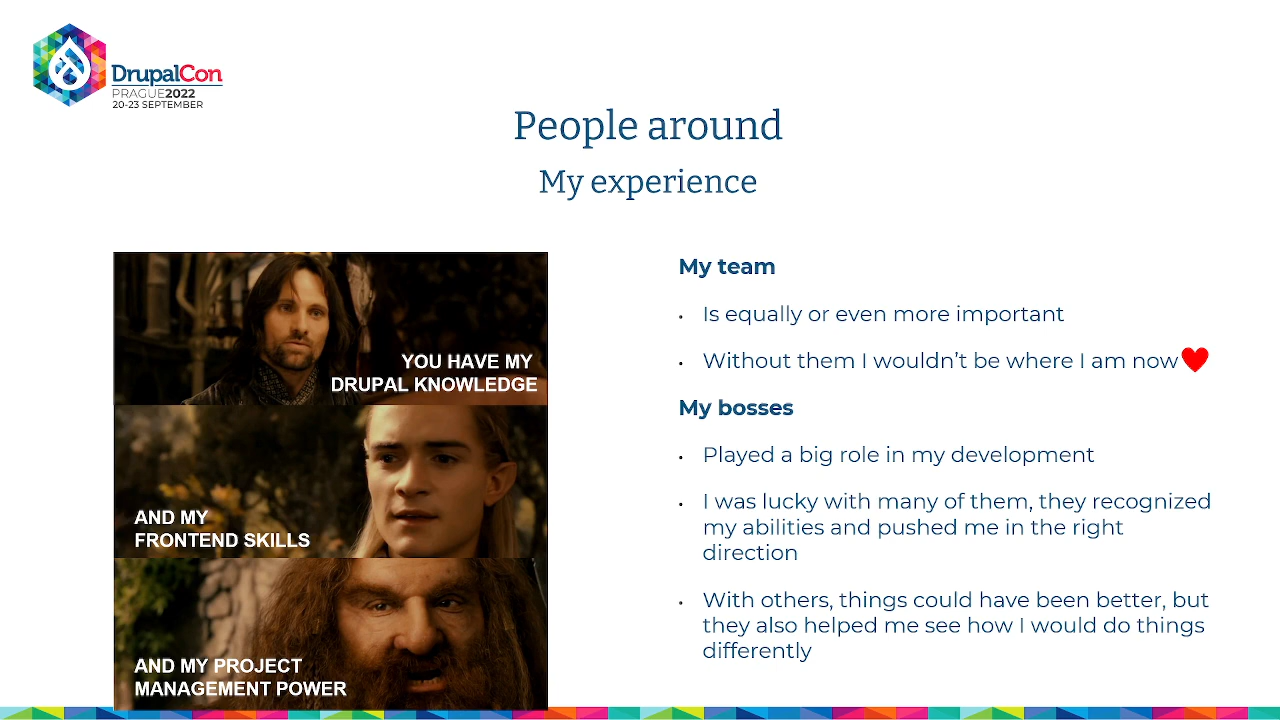 DrupalCon
PRAGUE2022
20-23 SEPTEMBER
People around
My experience
YOU HAVE MY
DRUPAL KNOWLEDGE
AND MY
FRONTEND SKILLS
AND MY PROJECT
MANAGEMENT POWER
My team
• Is equally or even more important
• Without them I wouldn’t be where I am now❤
My bosses
• Played a big role in my development
• I was lucky with many of them, they recognized
my abilities and pushed me in the right
direction
• With others, things could have been better, but
they also helped me see how I would do things
differently